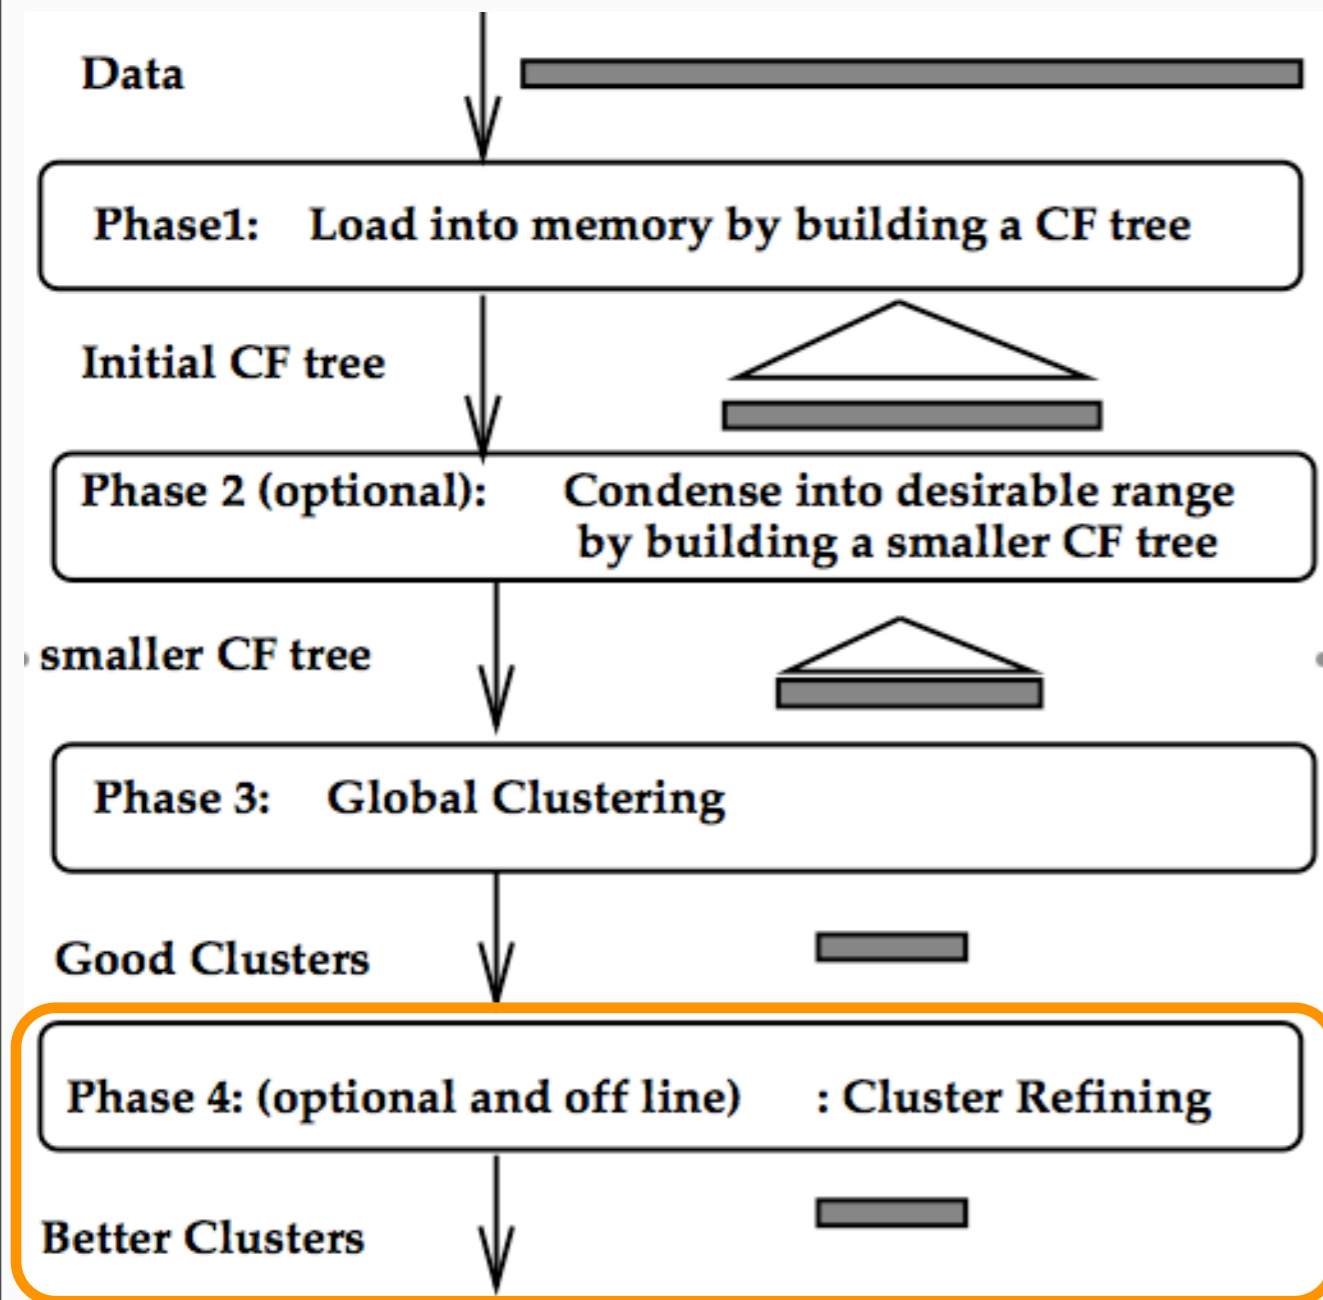 Data
Phase1: Load into memory by building a CF tree
Initial CF tree
Phase 2 (optional): Condense into desirable range
by building a smaller CF tree
smaller CF tree
Phase 3: Global Clustering
Good Clusters
Phase 4: (optional and off line) : Cluster Refining
Better Clusters